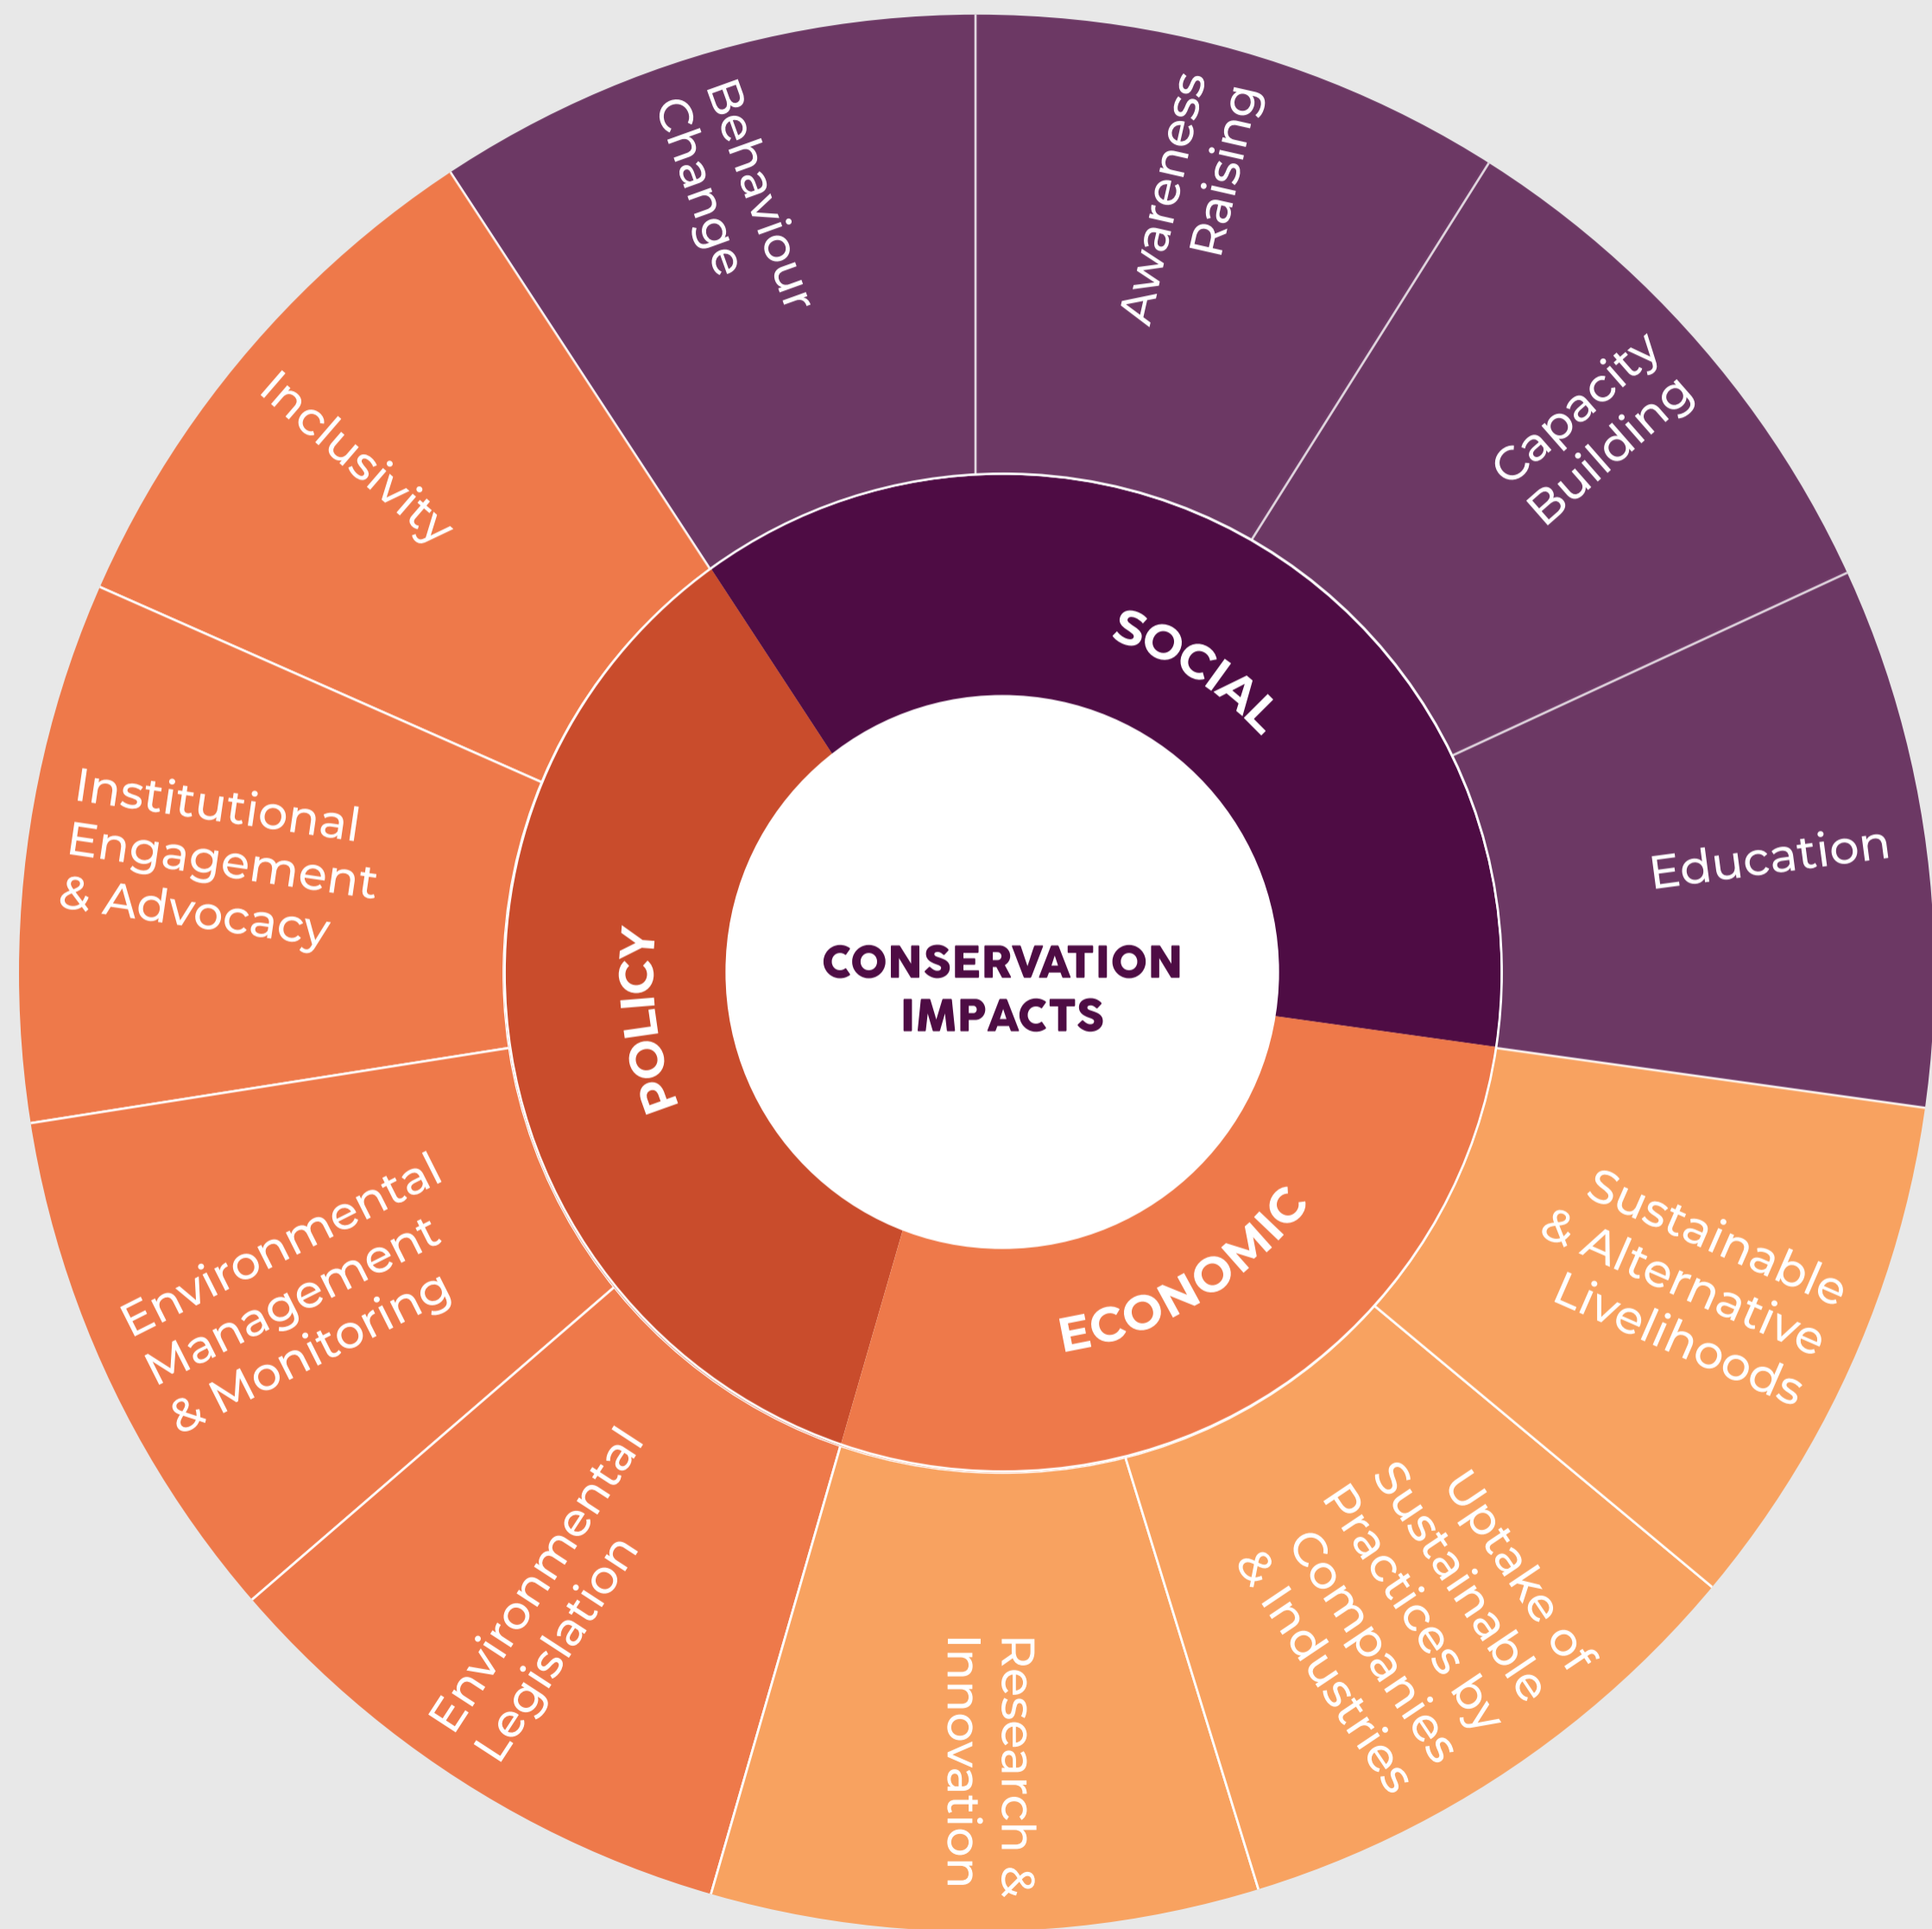 CONSERVATION
IMPACTS
SOCIAL
Behaviour
Change
Awareness
Raising
Capacity
Building
Education
ECONOMIC
Sustainable
& Alternative
Livelihoods
Uptake of
Sustainable
Practices by
Companies
& Industries
Research &
Innovation
POLICY
Environmental
Legislation
Environmental
Management
& Monitoring
Institutional
Engagement
& Advocacy
Inclusivity